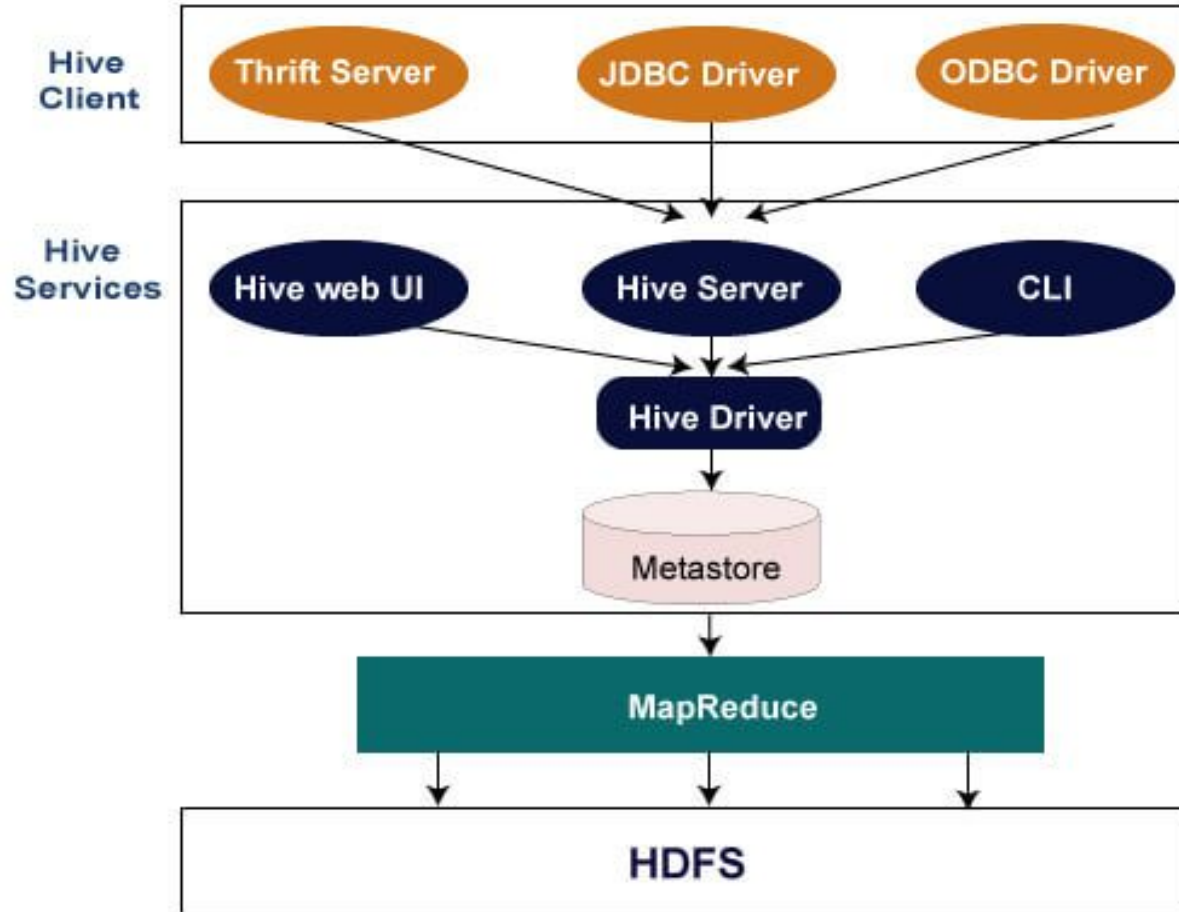 Hive
Client
Thrift Server
JDBC Driver
ODBC Driver
Hive
Services
Hive web UI
Hive Server
CLI
Hive Driver
Metastore
MapReduce
HDFS